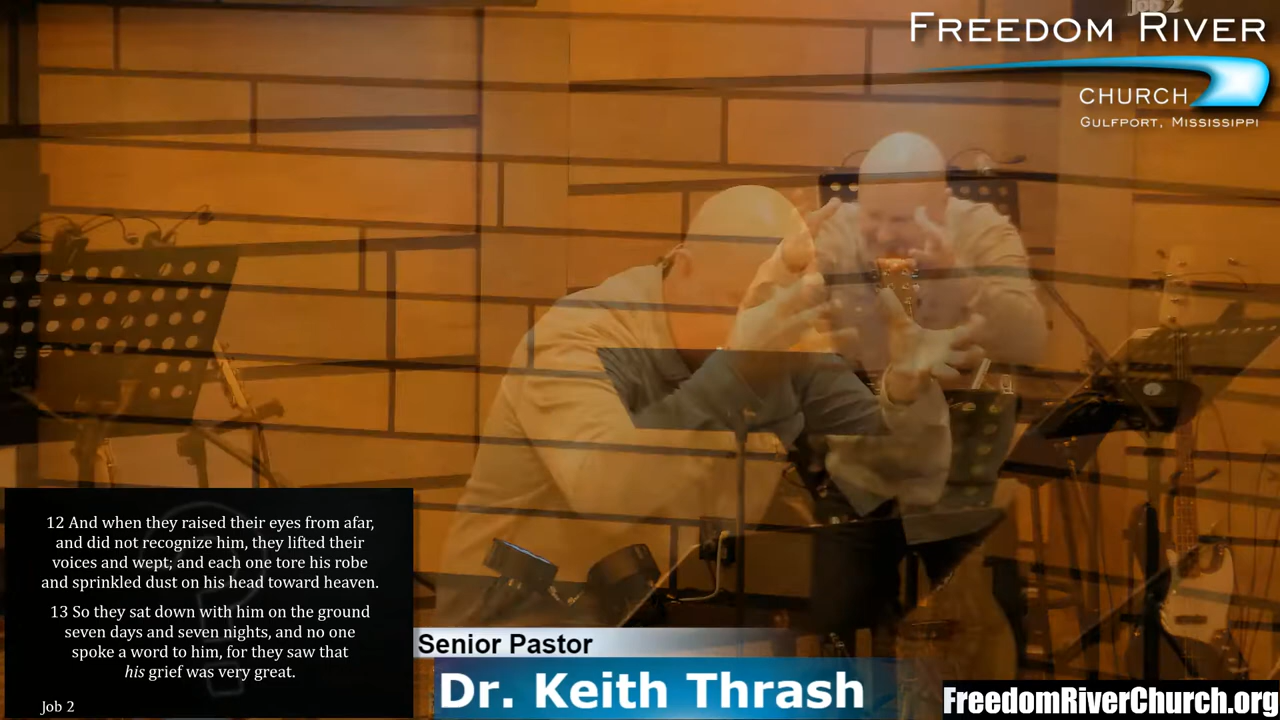 Job 2
FREEDOM RIVER
CHURCH
GULFPORT, MISSISSIPPI
12 And when they raised their eyes from afar,
and did not recognize him, they lifted their
voices and wept; and each one tore his robe
and sprinkled dust on his head toward heaven.
13 So they sat down with him on the ground
seven days and seven nights, and no one
spoke a word to him, for they saw that
his grief was very great.
Job 2
Senior Pastor
Dr. Keith Thrash
FreedomRiverChurch.org